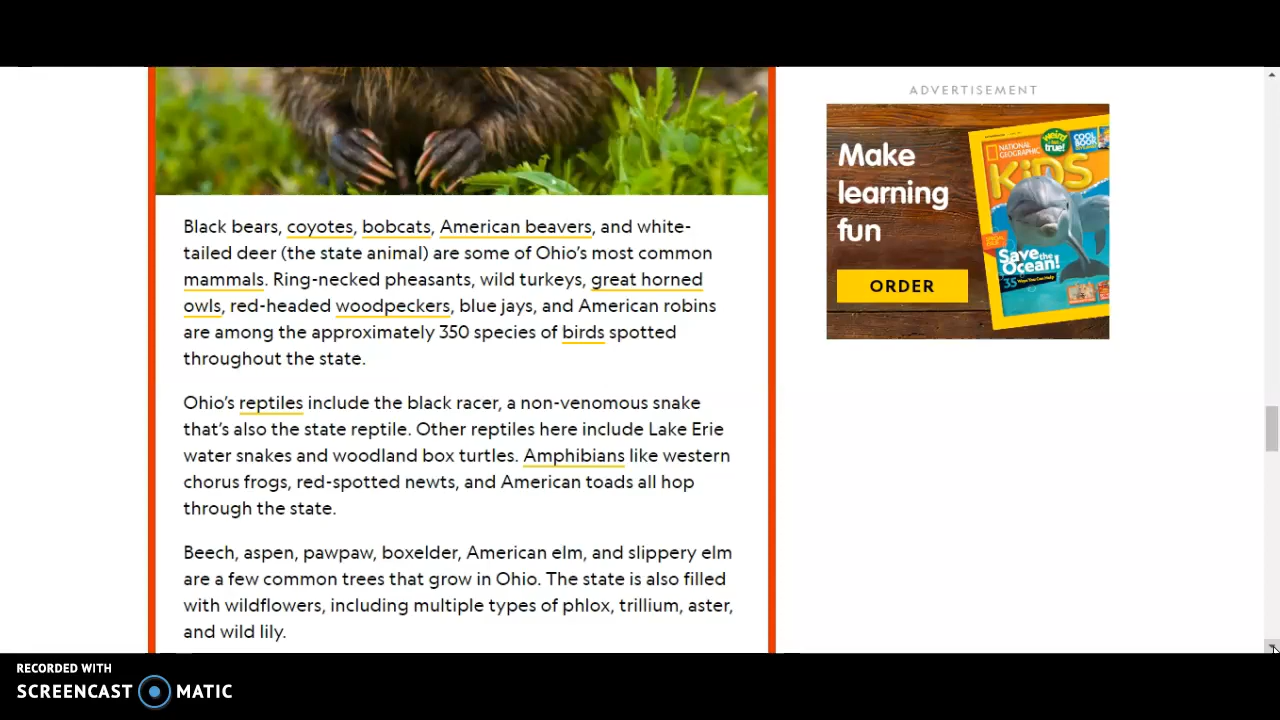 ADVERTISEMENT
Make
learning
fun
ORDER
NATIONAL
GEOGRAPHIC
KiDS
weird
but
true!
COOL
BOOK
Save the
Ocean!
35
Black bears, coyotes, bobcats, American beavers, and white-
tailed deer (the state animal) are some of Ohio's most common
mammals. Ring-necked pheasants, wild turkeys, great horned
owls, red-headed woodpeckers, blue jays, and American robins
are among the approximately 350 species of birds spotted
throughout the state.
Ohio's reptiles include the black racer, a non-venomous snake
that's also the state reptile. Other reptiles here include Lake Erie
water snakes and woodland box turtles. Amphibians like western
chorus frogs, red-spotted newts, and American toads all hop
through the state.
Beech, aspen, pawpaw, boxelder, American elm, and slippery elm
are a few common trees that grow in Ohio. The state is also filled
with wildflowers, including multiple types of phlox, trillium, aster,
and wild lily.
RECORDED WITH
SCREENCAST MATIC